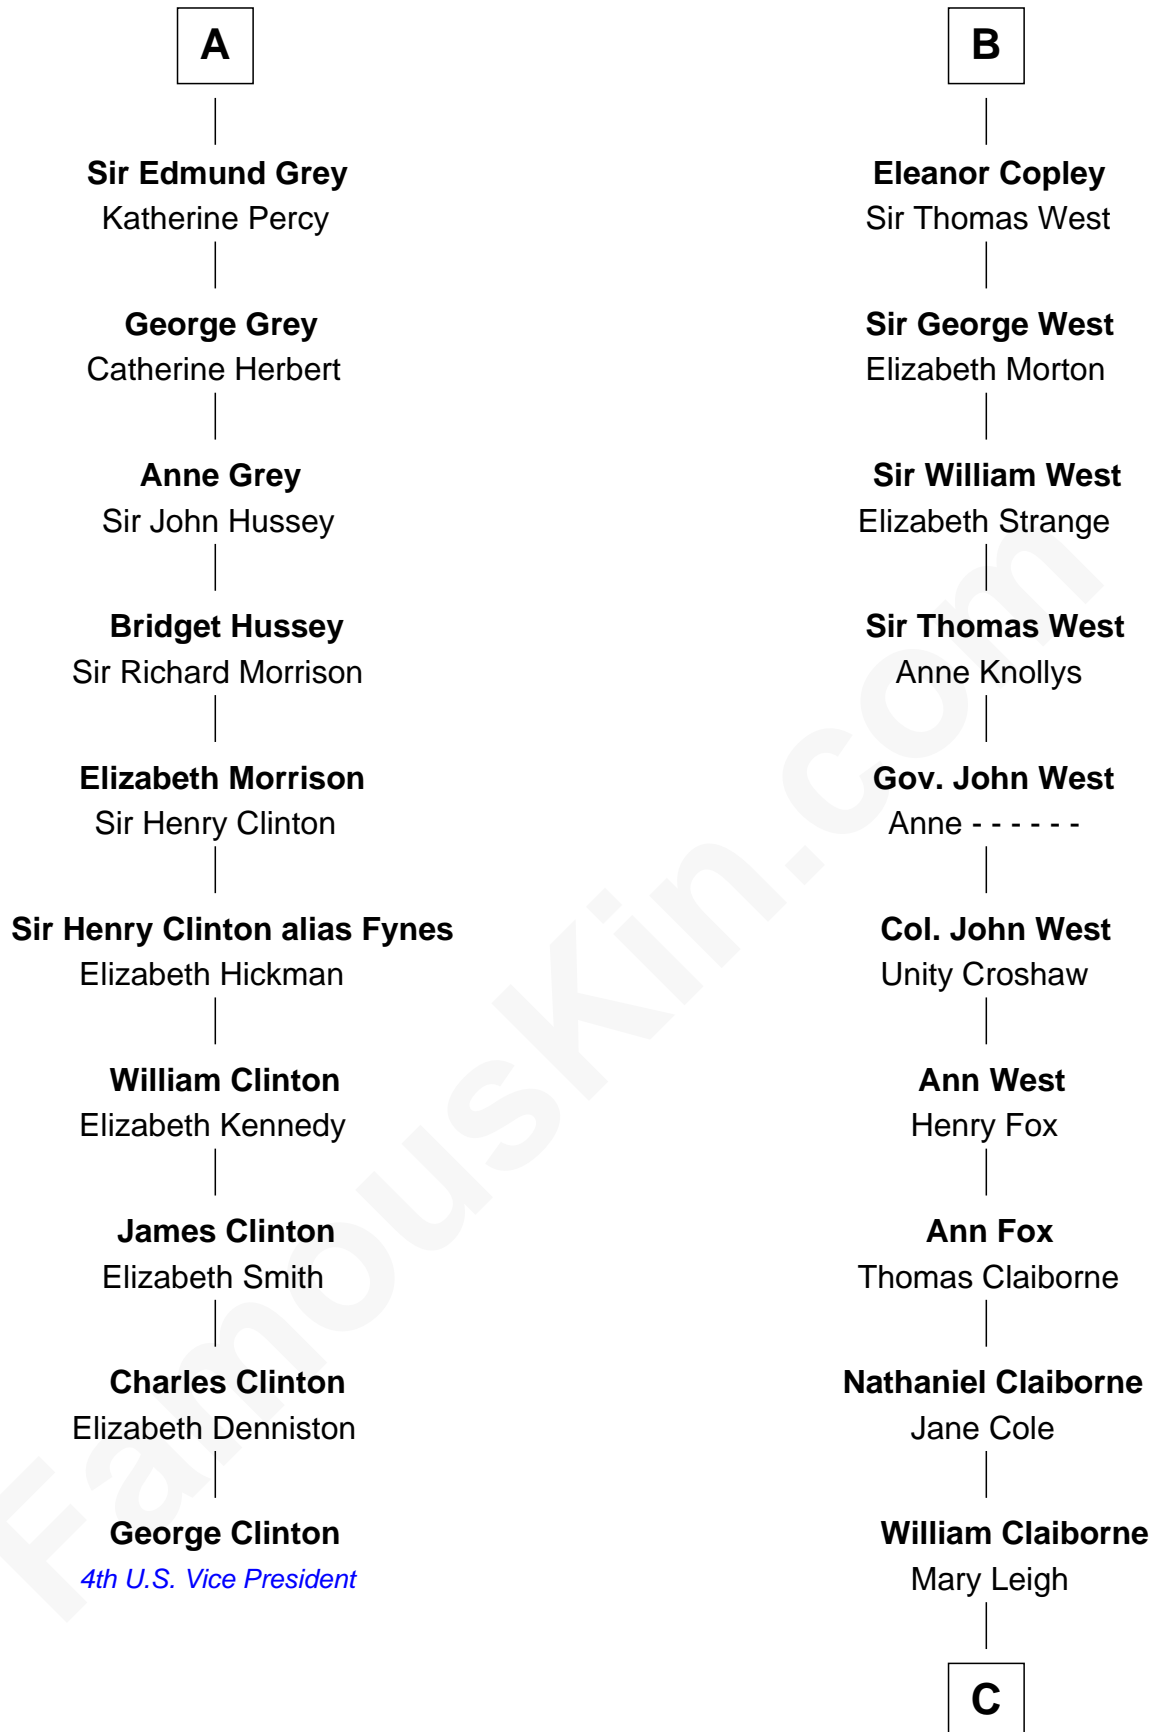 A
Sir Edmund Grey
Katherine Percy
George Grey
Catherine Herbert
Anne Grey
Sir John Hussey
Bridget Hussey
Sir Richard Morrison
Elizabeth Morrison
Sir Henry Clinton
Sir Henry Clinton alias Fynes
Elizabeth Hickman
William Clinton
Elizabeth Kennedy
James Clinton
Elizabeth Smith
Charles Clinton
Elizabeth Denniston
George Clinton
4th U.S. Vice President
B
Eleanor Copley
Sir Thomas West
Sir George West
Elizabeth Morton
Sir William West
Elizabeth Strange
Sir Thomas West
Anne Knollys
Gov. John West
Anne - - - - - -
Col. John West
Unity Croshaw
Ann West
Henry Fox
Ann Fox
Thomas Claiborne
Nathaniel Claiborne
Jane Cole
William Claiborne
Mary Leigh
C
FamousKin.com